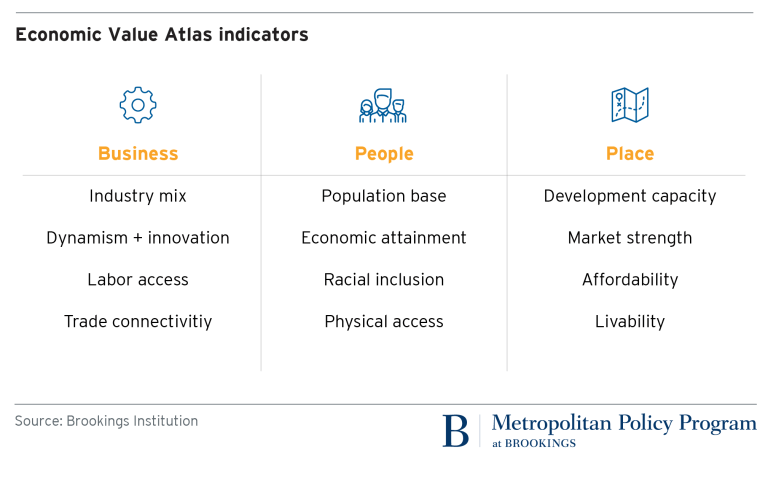 Economic Value Atlas indicators
Business
People
Place
Industry mix
Population base
Development capacity
Dynamism + innovation
Economic attainment
Market strength
Labor access
Racial inclusion
Affordability
Trade connectivitiy
Physical access
Livability
Source: Brookings Institution
B
Metropolitan Policy Program
at BROOKINGS